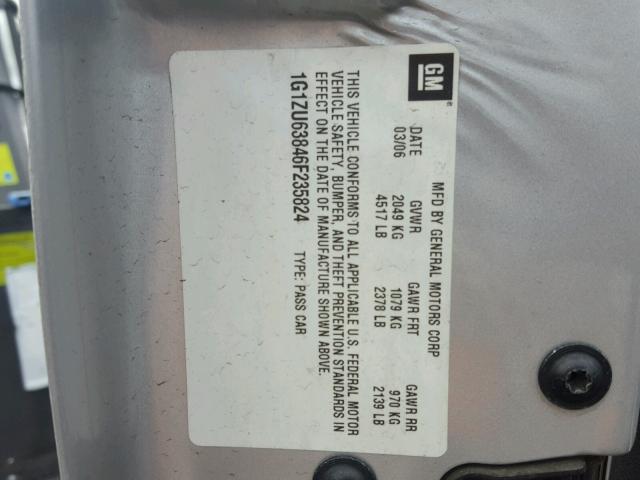 GM
MFD BY GENERAL MOTORS CORP
DATE GVWR GAWR FRT GAWR RR
03/06 2049 KG 1079 KG 970 KG
4517 LB 2378 LB 2139 LB
THIS VEHICLE CONFORMS TO ALL APPLICABLE U.S. FEDERAL MOTOR
VEHICLE SAFETY, BUMPER, AND THEFT PREVENTION STANDARDS IN
EFFECT ON THE DATE OF MANUFACTURE SHOWN ABOVE.
1G1ZU63846F235824 TYPE: PASS CAR